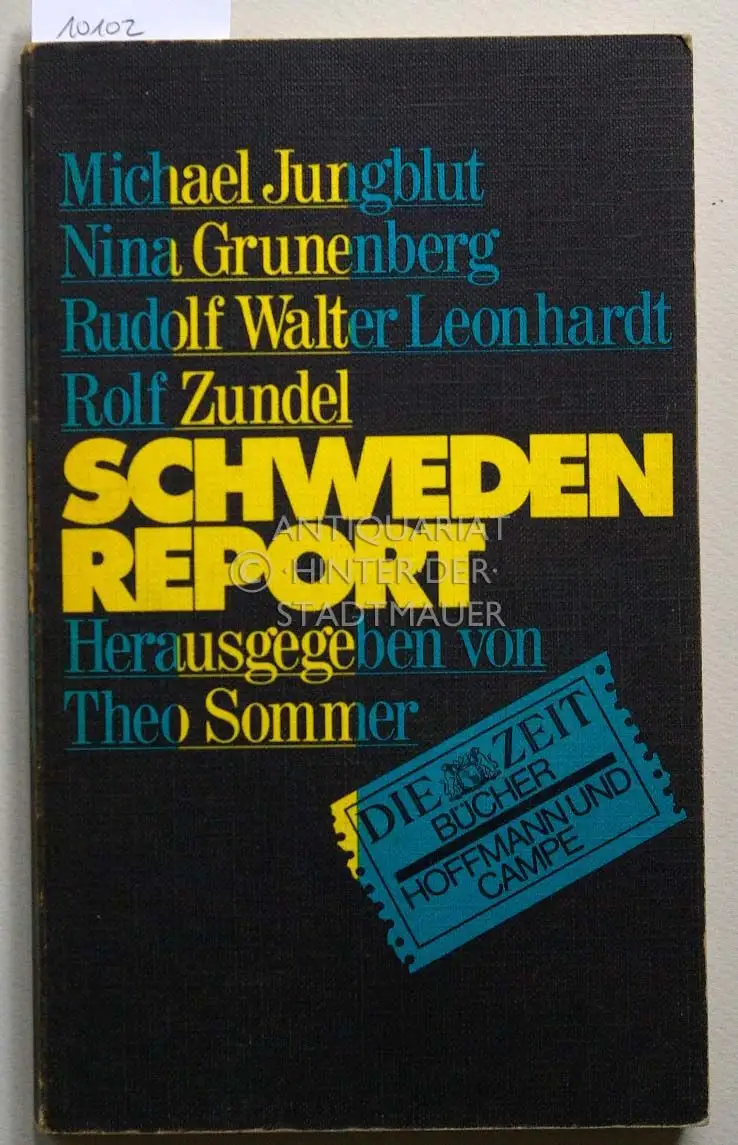 10102
Michael Jungblut
Nina Grunenberg
Rudolf Walter Leonhardt
Rolf Zundel
SCHWEDEN
REPORT
ANTIQUARIAT
© ·HINTER DER·
STADTMAUER
Herausgegeben von
Theo Sommer
DIE ZEIT
BÜCHER
HOFFMANN UND
CAMPE